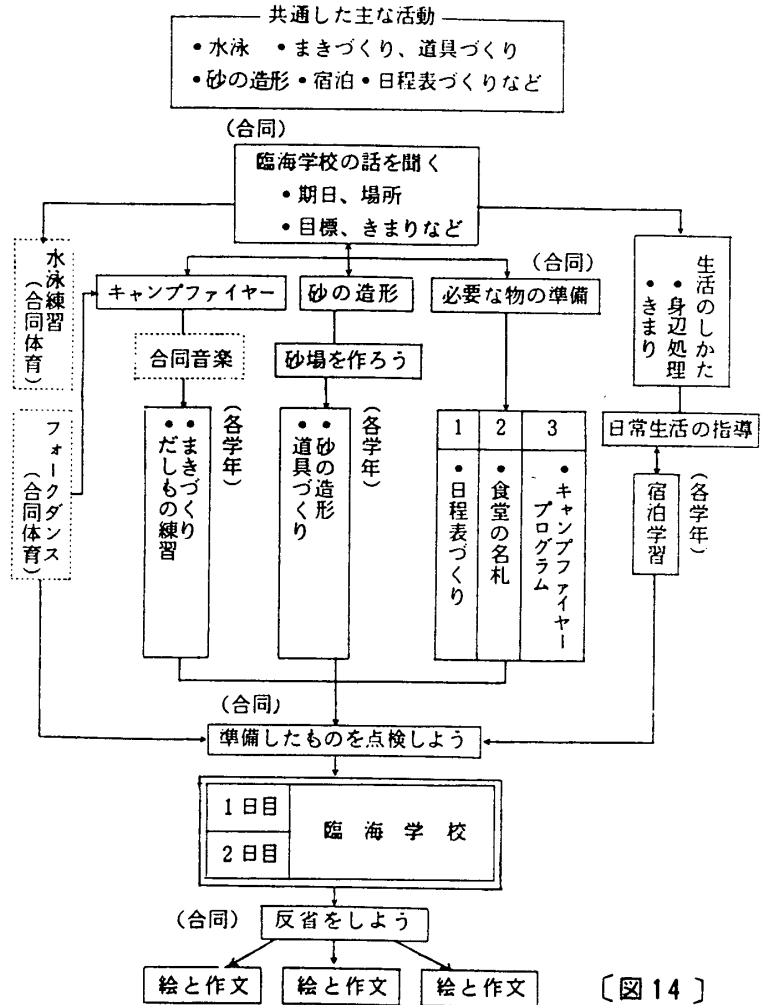 共通した主な活動
• 水泳 • まきづくり、道具づくり
• 砂の造形 • 宿泊 • 日程表づくりなど
(合同)
臨海学校の話を聞く
• 期日、場所
• 目標、きまりなど
水泳練習
(合同体育)
キャンプファイヤー
砂の造形
(合同)
必要な物の準備
生活のしかた
• 身辺処理
• きまり
合同音楽
砂場を作ろう
フォークダンス
(合同体育)
(各学年)
• まきづくり
• だしもの練習
(各学年)
• 砂の造形
• 道具づくり
1 2 3
• 日程表づくり
• 食堂の名札
• キャンプファイヤー
プログラム
日常生活の指導
(各学年)
宿泊学習
(合同)
準備したものを点検しよう
1日目
2日目
臨海学校
(合同)
反省をしよう
絵と作文 絵と作文 絵と作文
〔図14〕